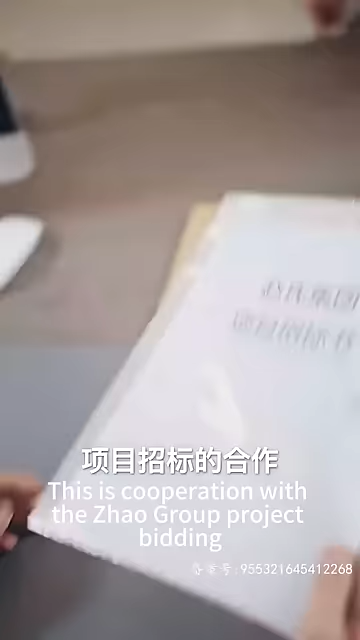 项目招标的合作
This is cooperation with
the Zhao Group project
bidding
备案号:955321645412268